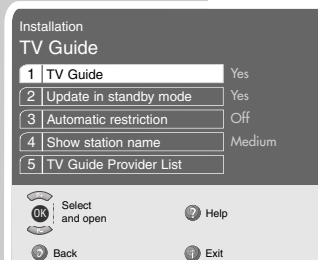 Installation
TV Guide
1 TV Guide Yes
2 Update in standby mode Yes
3 Automatic restriction Off
4 Show station name Medium
5 TV Guide Provider List
OK Select and open
? Help
Back
i Exit